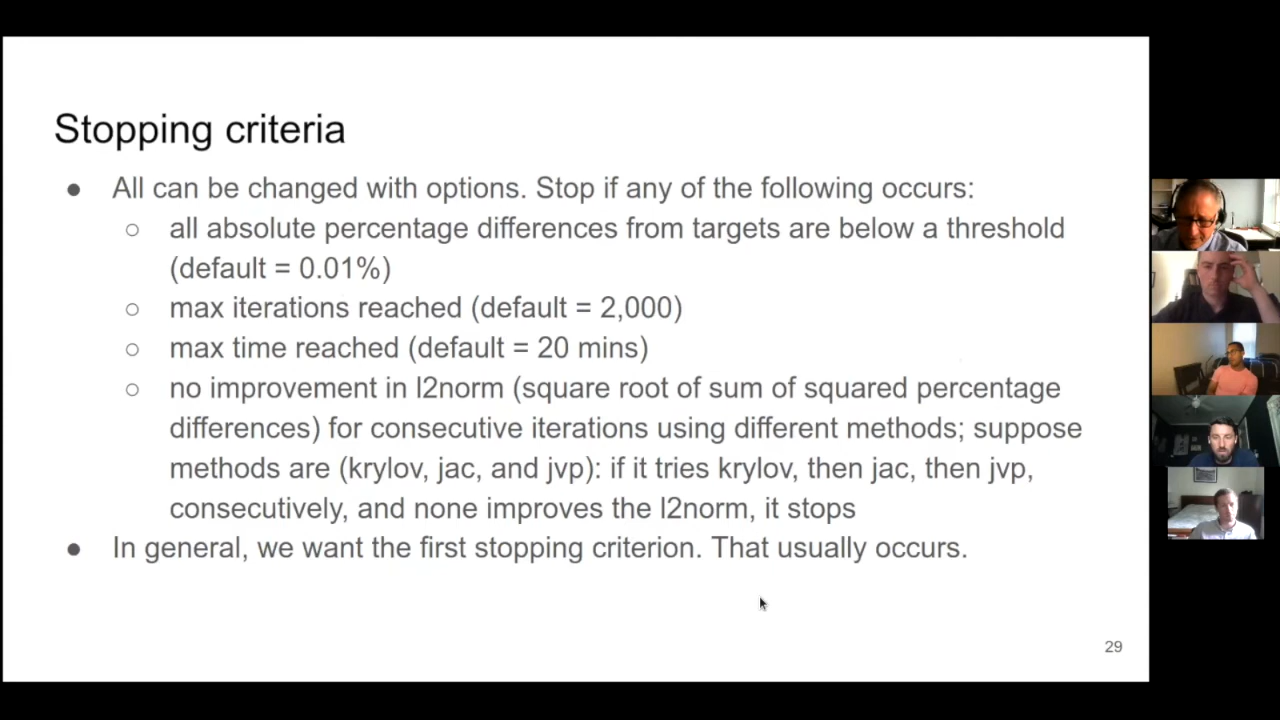 Stopping criteria
● All can be changed with options. Stop if any of the following occurs:
○ all absolute percentage differences from targets are below a threshold
(default = 0.01%)
○ max iterations reached (default = 2,000)
○ max time reached (default = 20 mins)
○ no improvement in l2norm (square root of sum of squared percentage
differences) for consecutive iterations using different methods; suppose
methods are (krylov, jac, and jvp): if it tries krylov, then jac, then jvp,
consecutively, and none improves the l2norm, it stops
● In general, we want the first stopping criterion. That usually occurs.
29